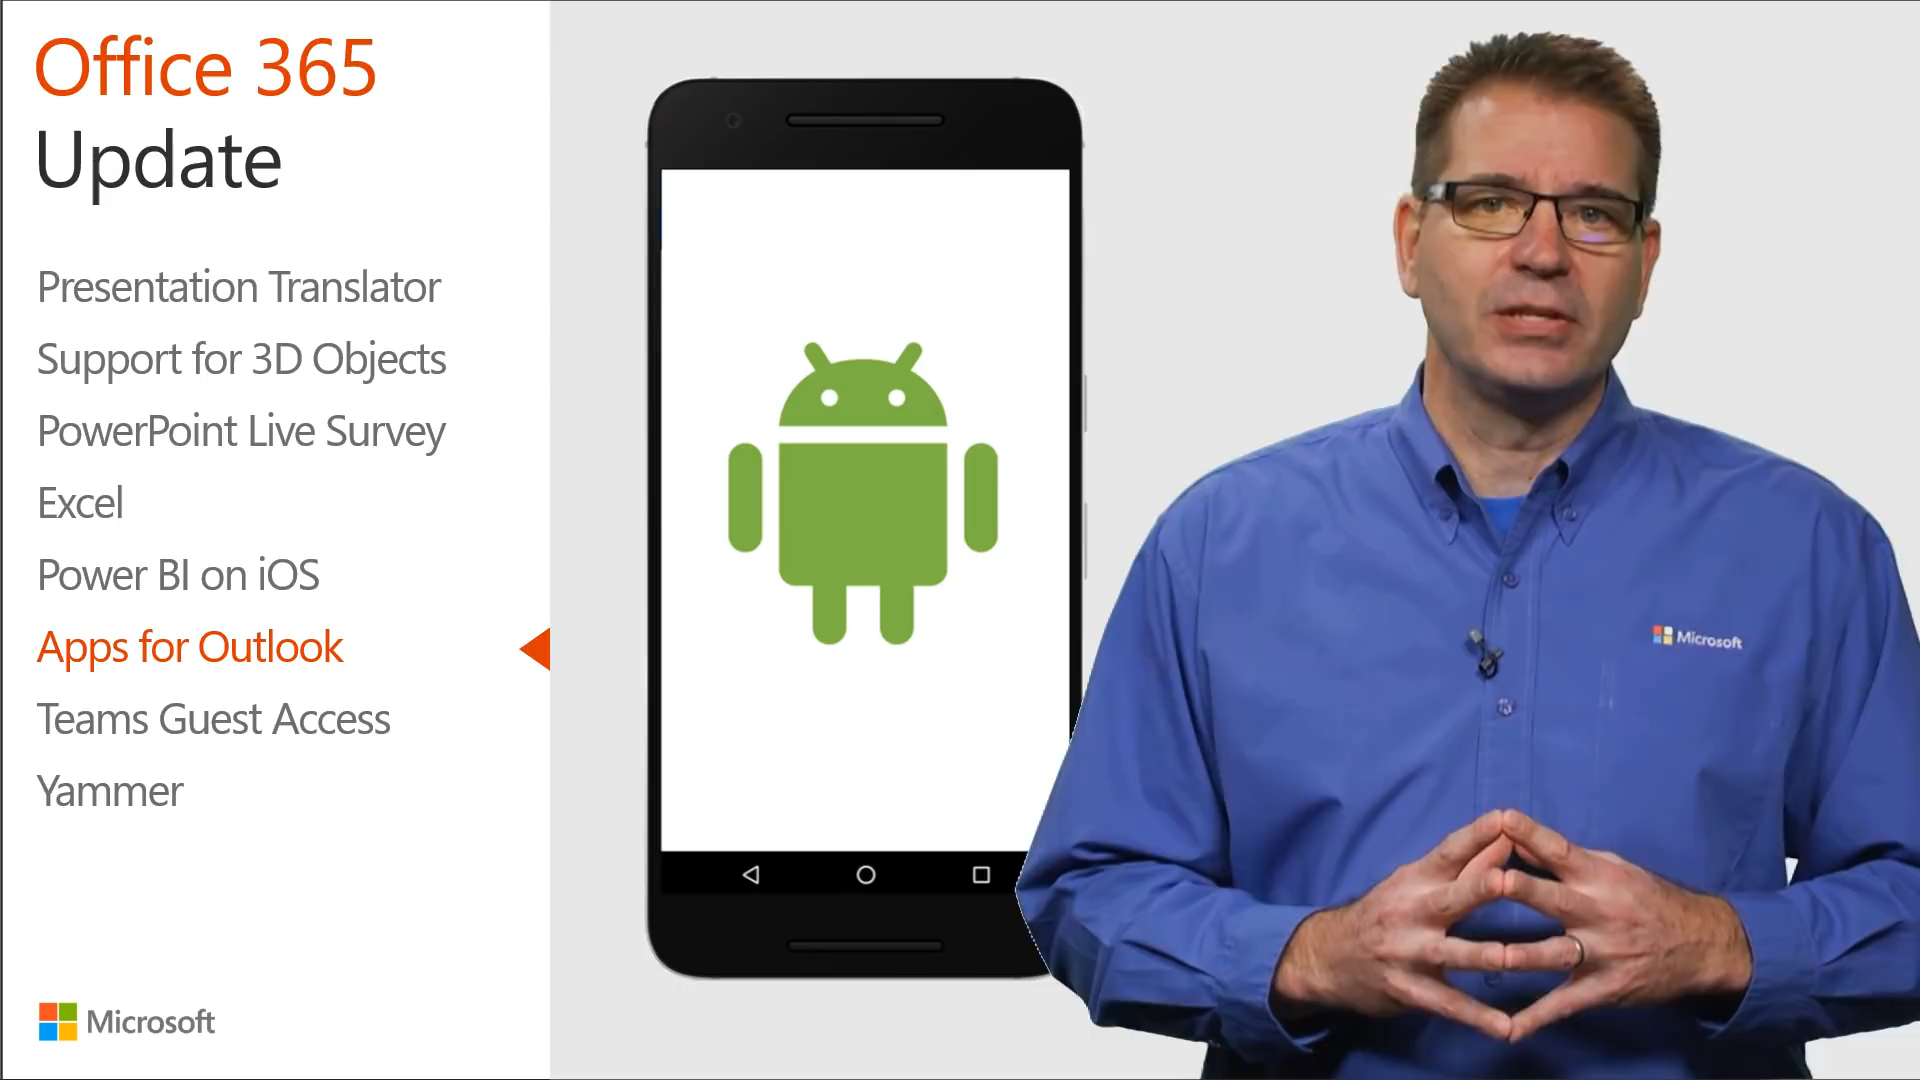 Office 365
Update
Presentation Translator
Support for 3D Objects
PowerPoint Live Survey
Excel
Power BI on iOS
Apps for Outlook
Teams Guest Access
Yammer
Microsoft
Microsoft